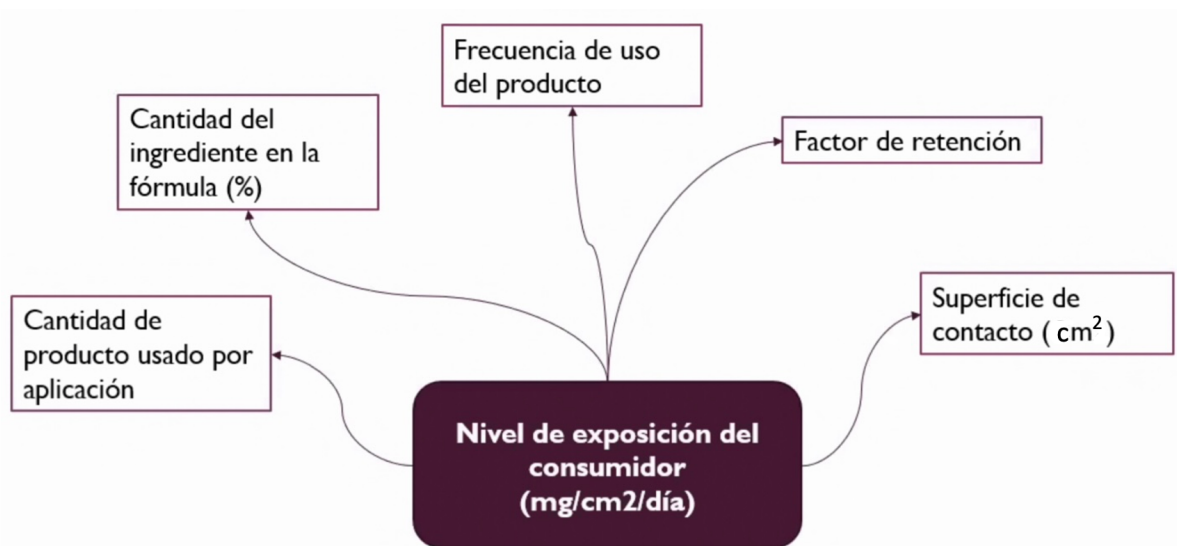 Frecuencia de uso
del producto
Cantidad del
ingrediente en la
fórmula (%)
Factor de retención
Superficie de
contacto ( cm²)
Cantidad de
producto usado por
aplicación
Nivel de exposición del
consumidor
(mg/cm2/día)